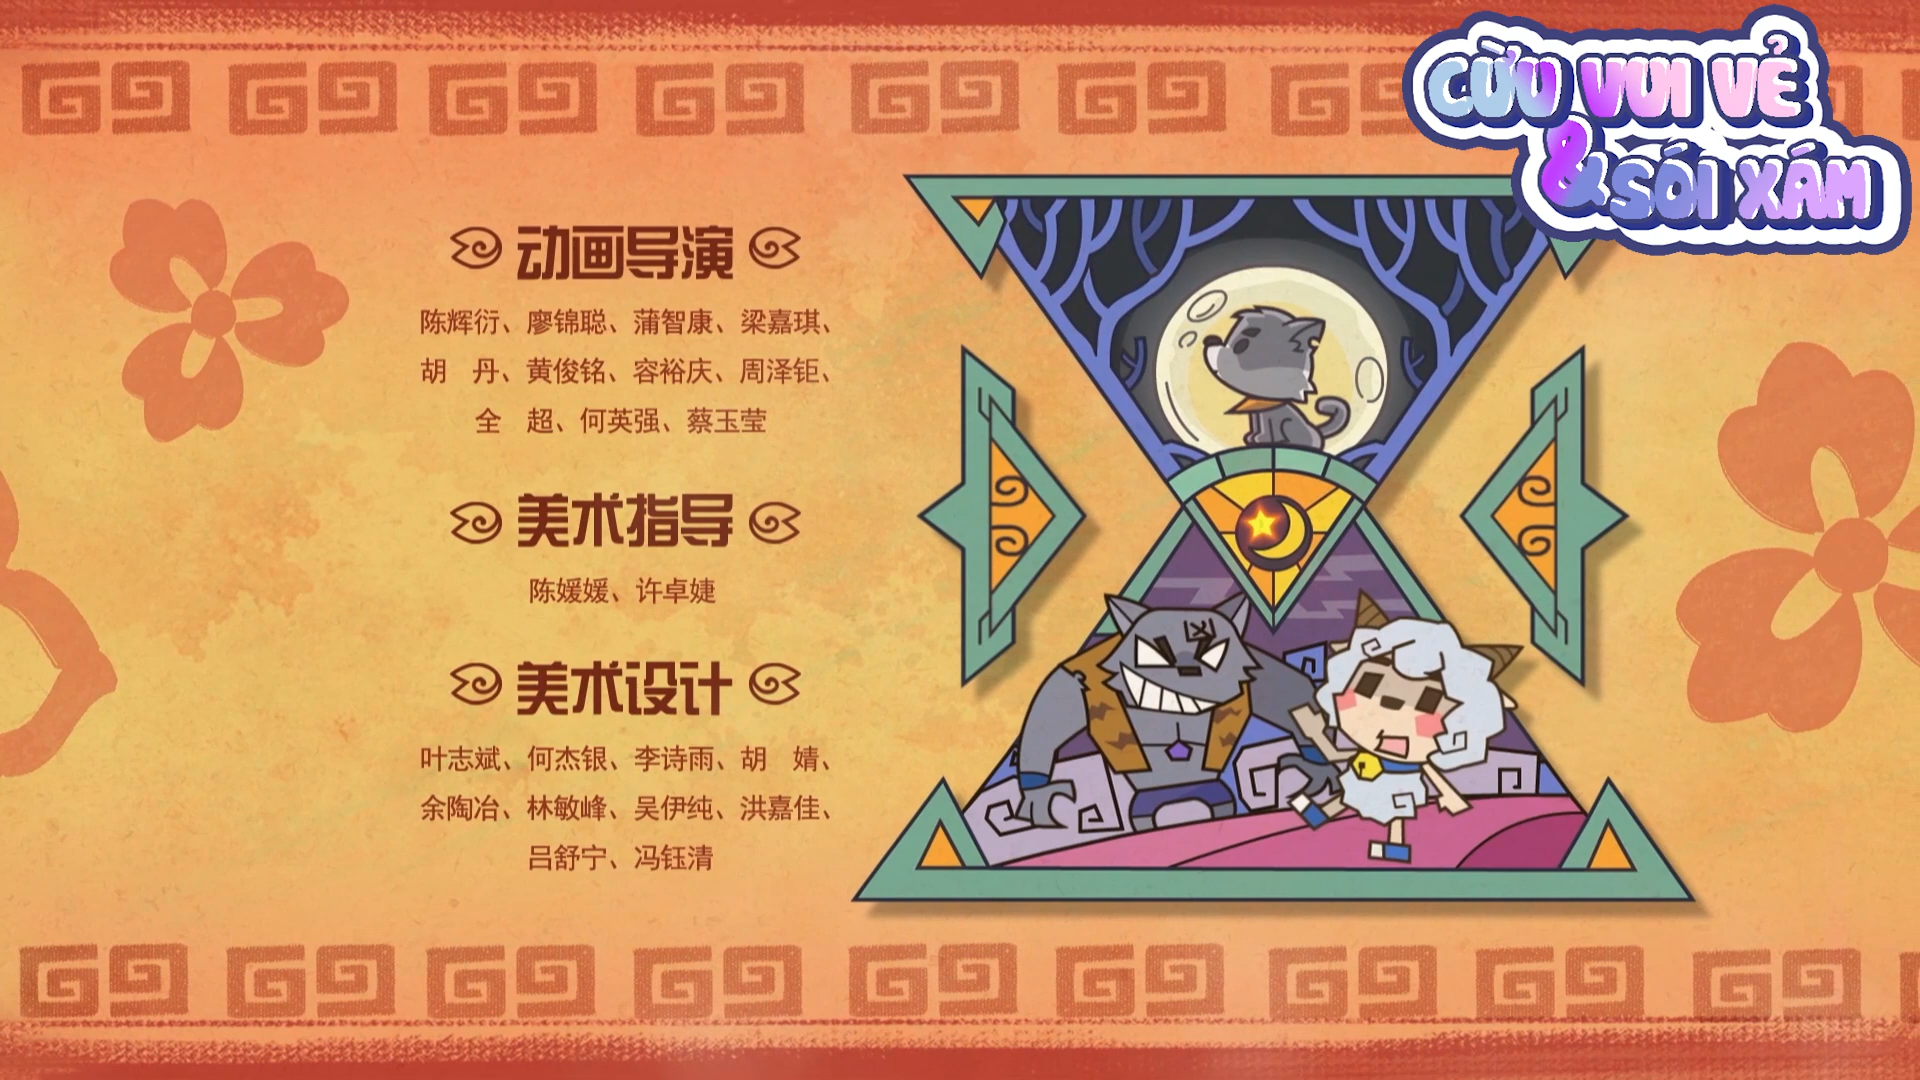 动画导演
陈辉衍、廖锦聪、蒲智康、梁嘉琪、
胡　丹、黄俊铭、容裕庆、周泽钜、
全　超、何英强、蔡玉莹
美术指导
陈媛媛、许卓婕
美术设计
叶志斌、何杰银、李诗雨、胡　婧、
余陶冶、林敏峰、吴伊纯、洪嘉佳、
吕舒宁、冯钰清
CỪU VUI VẺ
&SÓI XÁM